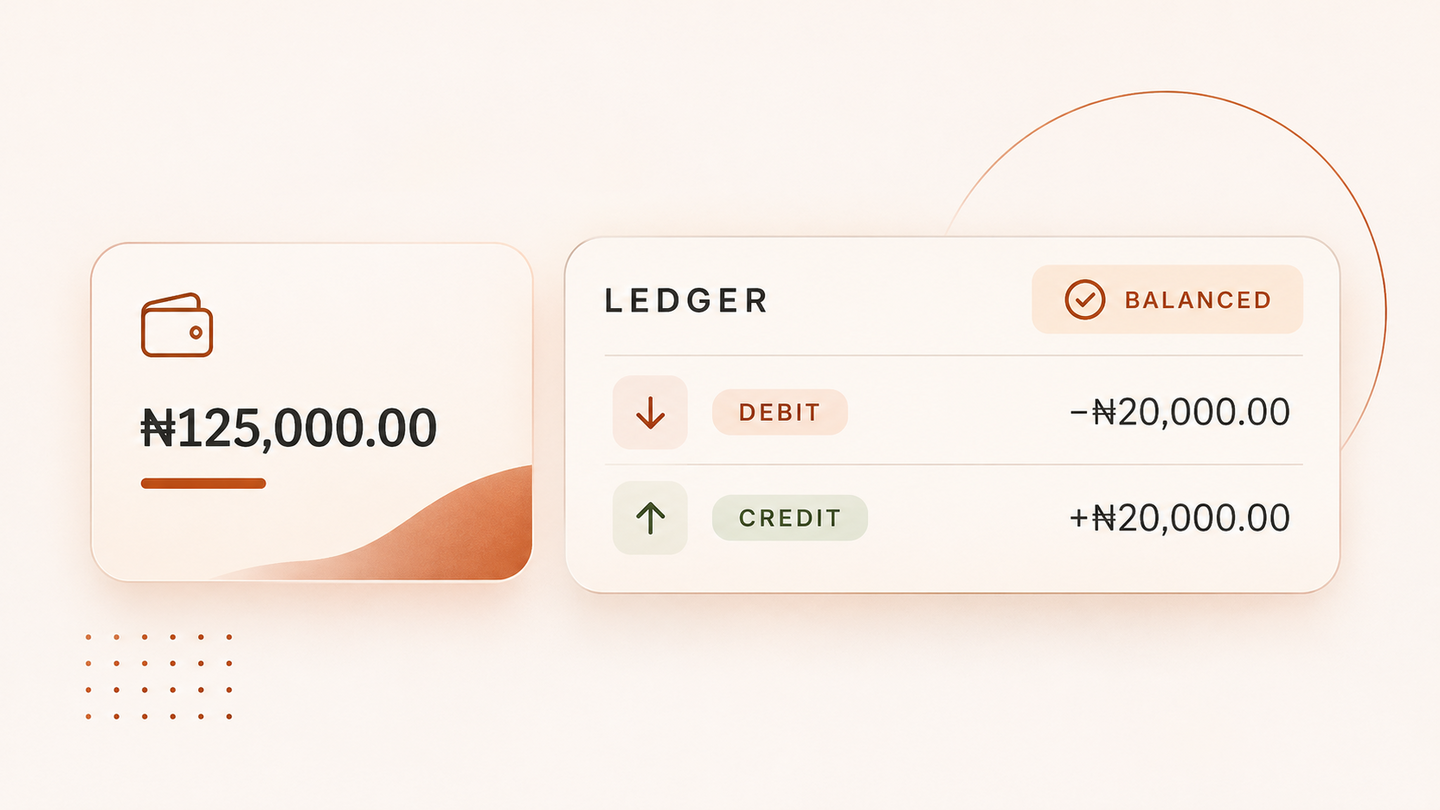 ₦125,000.00
LEDGER
BALANCED
DEBIT
−₦20,000.00
CREDIT
+₦20,000.00